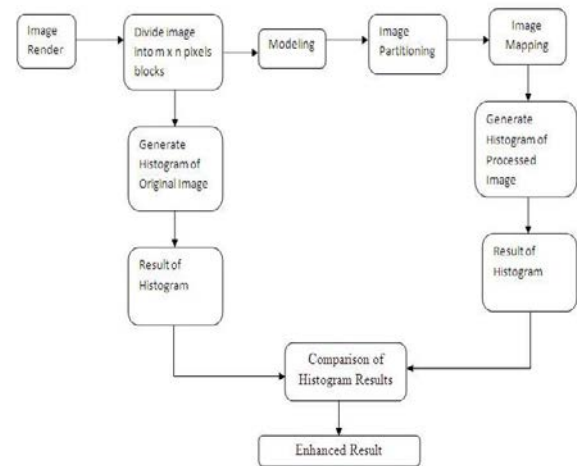 Image
Render
Divide image
into m x n pixels
blocks
Modeling
Image
Partitioning
Image
Mapping
Generate
Histogram of
Original Image
Generate
Histogram of
Processed
Image
Result of
Histogram
Result
of
Histogram
Comparison of
Histogram Results
Enhanced Result